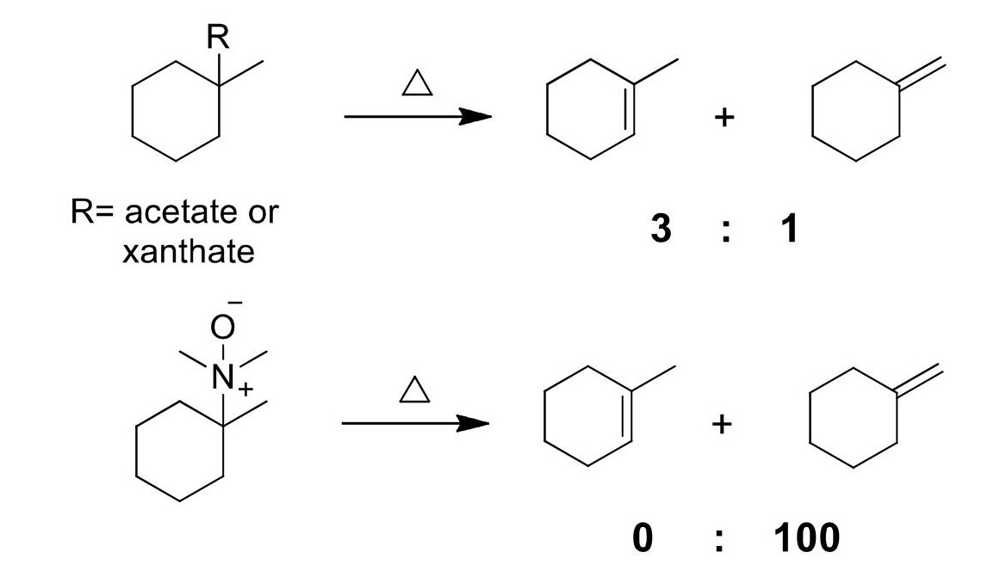 R
△
+
R= acetate or
xanthate
3 : 1
−
O
N+
△
+
0 : 100